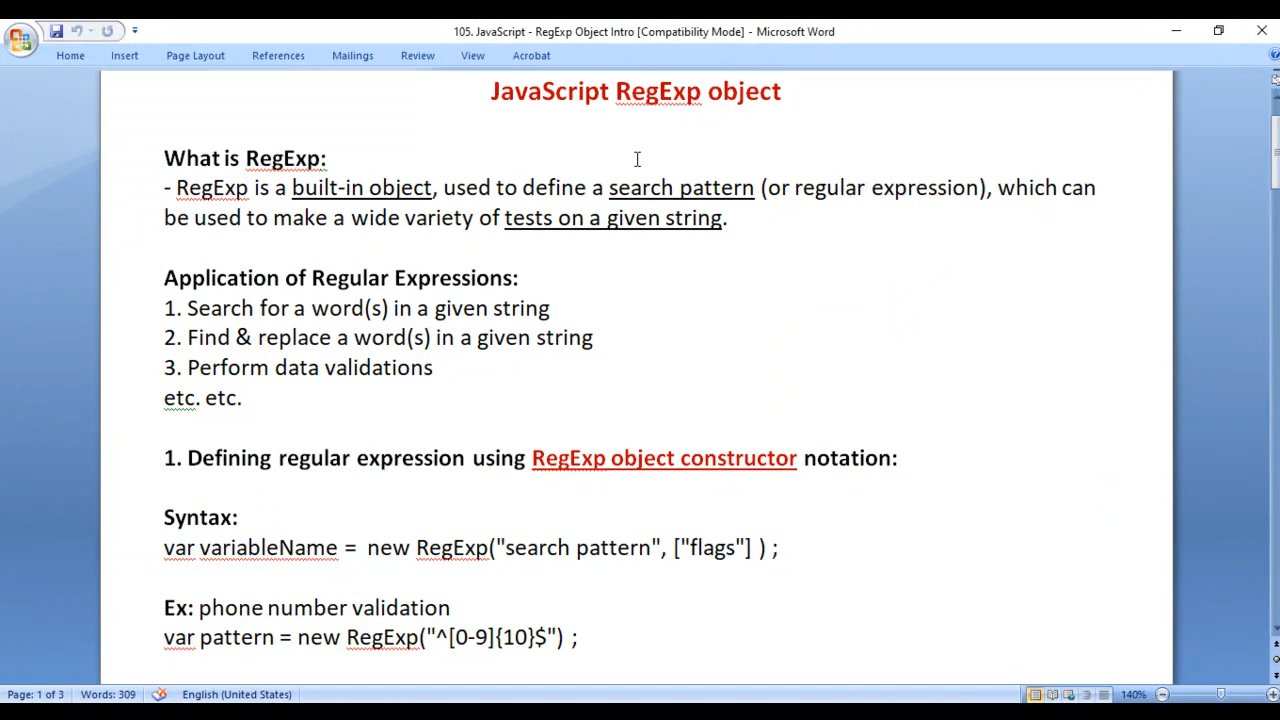 105. JavaScript - RegExp Object Intro [Compatibility Mode] - Microsoft Word
Home Insert Page Layout References Mailings Review View Acrobat
JavaScript RegExp object
What is RegExp:
- RegExp is a built-in object, used to define a search pattern (or regular expression), which can
be used to make a wide variety of tests on a given string.
Application of Regular Expressions:
1. Search for a word(s) in a given string
2. Find & replace a word(s) in a given string
3. Perform data validations
etc. etc.
1. Defining regular expression using RegExp object constructor notation:
Syntax:
var variableName = new RegExp("search pattern", ["flags"] ) ;
Ex: phone number validation
var pattern = new RegExp("^[0-9]{10}$") ;
Page: 1 of 3 Words: 309 English (United States) 140%